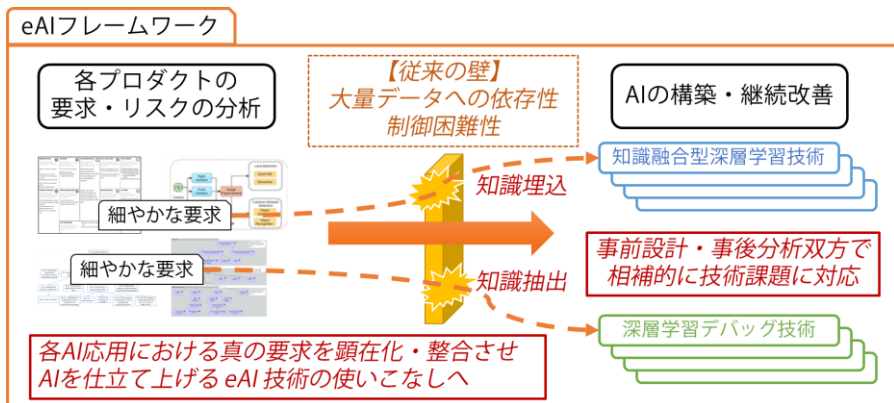 eAIフレームワーク
各プロダクトの
要求・リスクの分析
【従来の壁】
大量データへの依存性
制御困難性
AIの構築・継続改善
細やかな要求
細やかな要求
知識埋込
知識抽出
知識融合型深層学習技術
事前設計・事後分析双方で
相補的に技術課題に対応
深層学習デバッグ技術
各AI応用における真の要求を顕在化・整合させ
AIを仕立て上げる eAI 技術の使いこなしへ